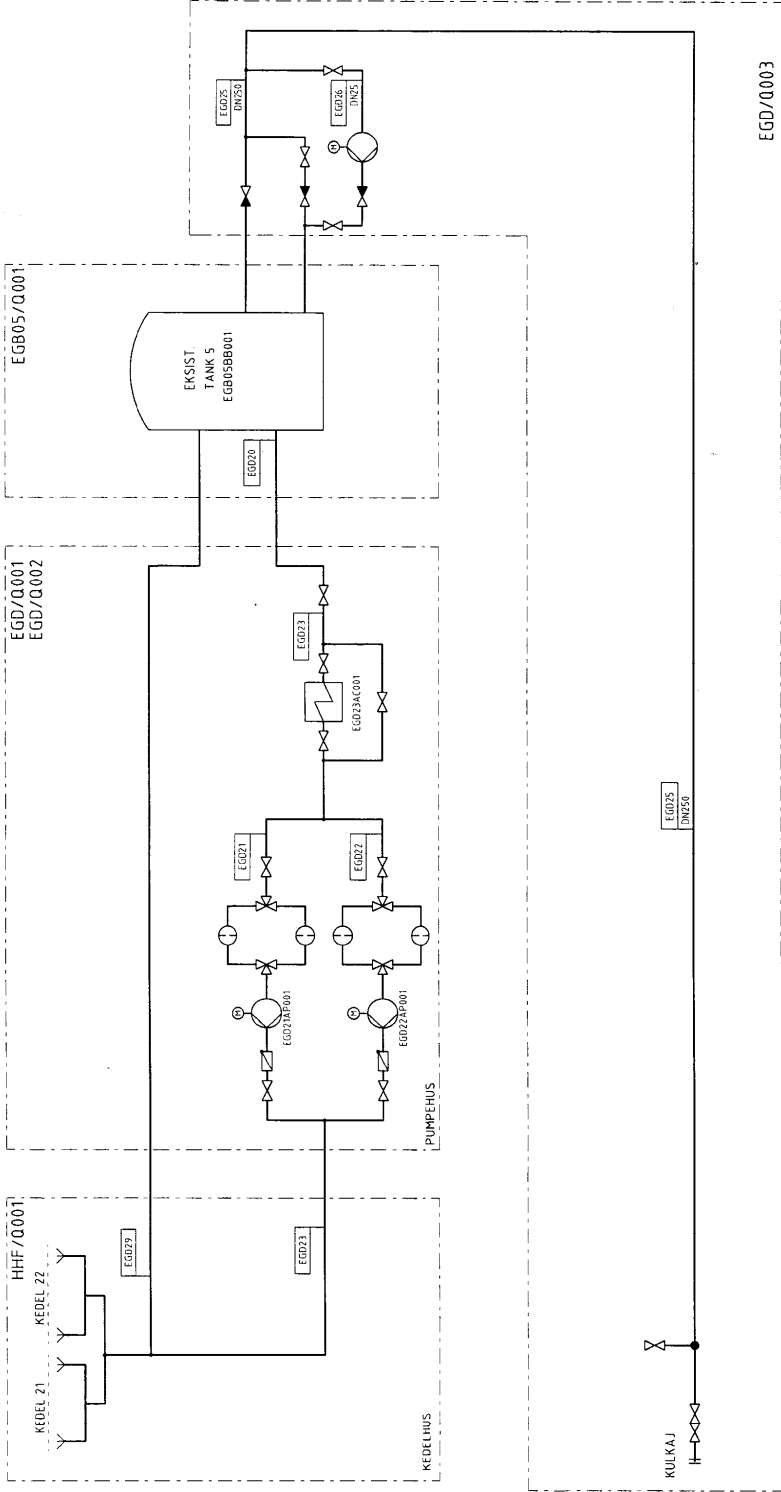 HHF/Q001
KEDEL 21
KEDEL 22
EGD29
EGD23
KEDELHUS
EGD/Q001
EGD/Q002
EGD21
EGD22
EGD23
M
EGD21AP001
M
EGD22AP001
EGD23AC001
PUMPEHUS
EGB05/Q001
EKSIST.
TANK 5
EGB05BB001
EGD20
EGD25
DN250
EGD26
DN25
M
EGD25
DN250
KULKAJ
EGD/Q003